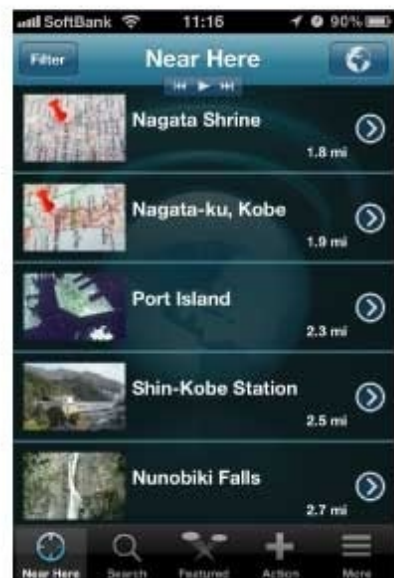 SoftBank 11:16 90%
Filter Near Here
Nagata Shrine
1.8 mi
Nagata-ku, Kobe
1.9 mi
Port Island
2.3 mi
Shin-Kobe Station
2.5 mi
Nunobiki Falls
2.7 mi
Near Here Search Featured Action More